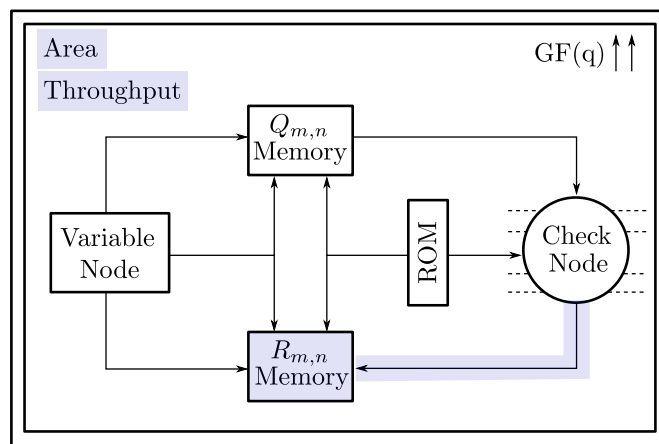 Area
GF(q)
Throughput
Q_{m,n}
Memory
Variable
Node
ROM
Check
Node
R_{m,n}
Memory